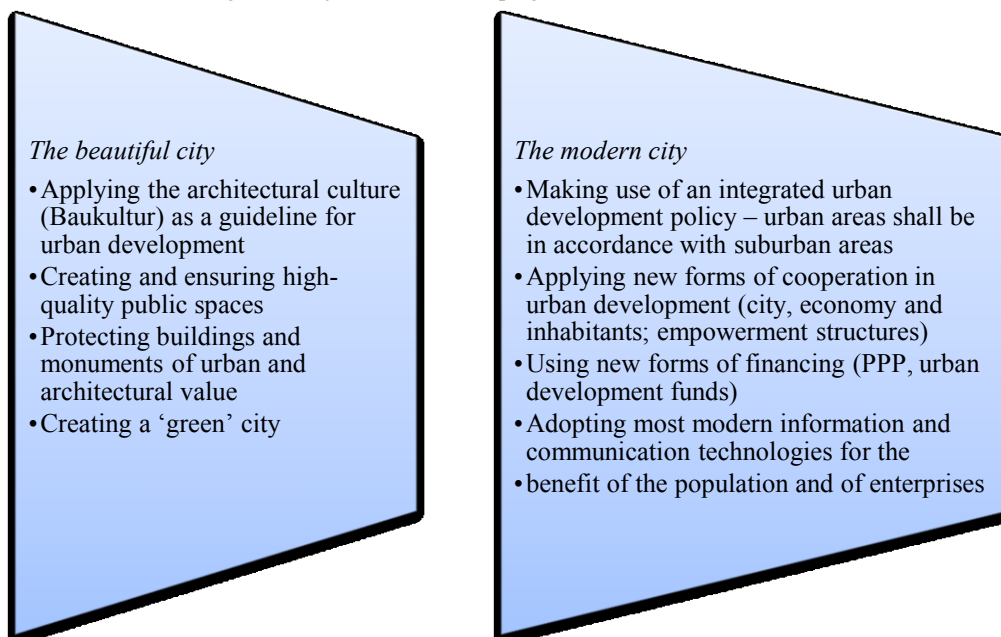 The beautiful city
•Applying the architectural culture
(Baukultur) as a guideline for
urban development
•Creating and ensuring high-
quality public spaces
•Protecting buildings and
monuments of urban and
architectural value
•Creating a ‘green’ city
The modern city
•Making use of an integrated urban
development policy – urban areas shall be
in accordance with suburban areas
•Applying new forms of cooperation in
urban development (city, economy and
inhabitants; empowerment structures)
•Using new forms of financing (PPP, urban
development funds)
•Adopting most modern information and
communication technologies for the
•benefit of the population and of enterprises